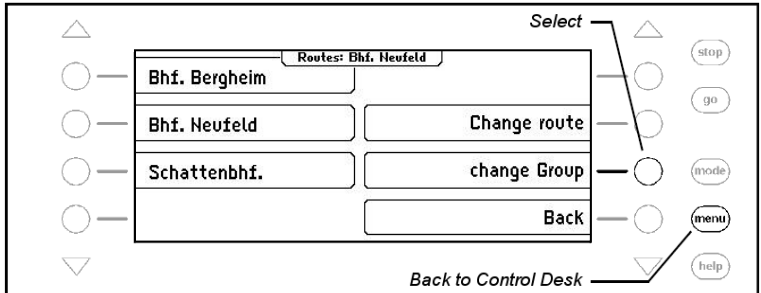 Select
Routes: Bhf. Neufeld
stop
Bhf. Bergheim
go
Bhf. Neufeld
Change route
Schattenbhf.
change Group
mode
Back
menu
help
Back to Control Desk